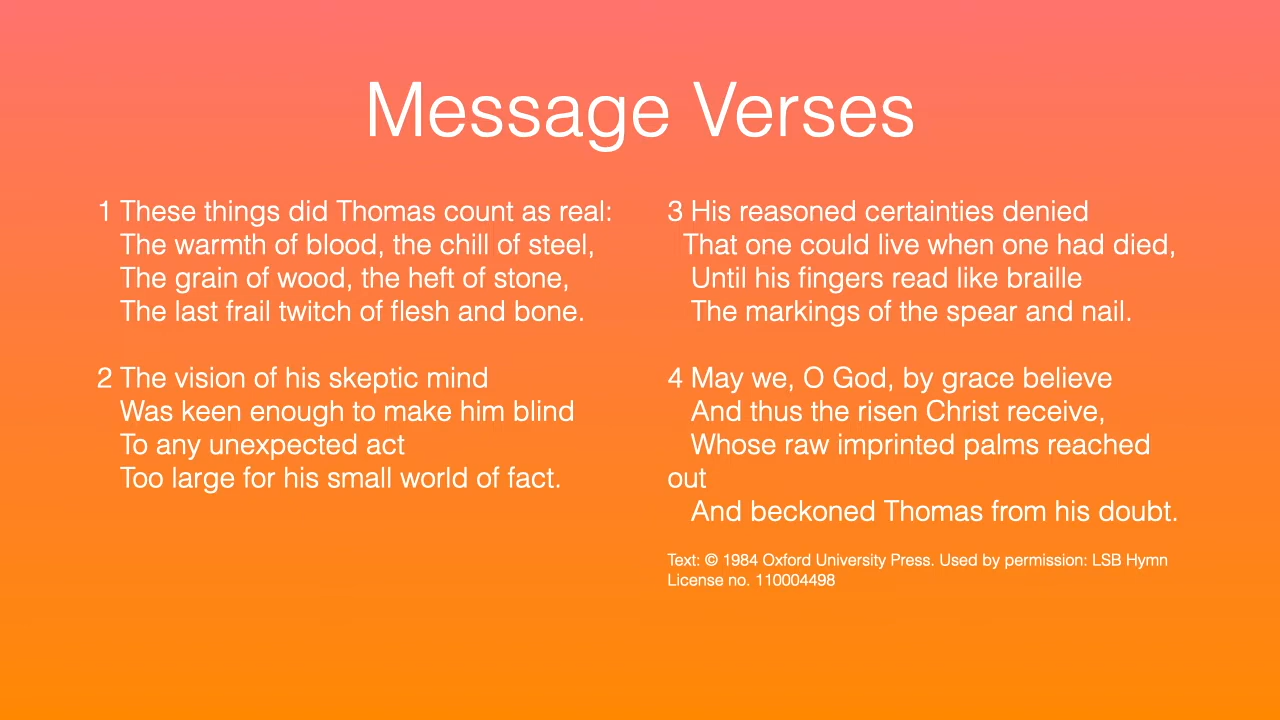 Message Verses
1 These things did Thomas count as real:
The warmth of blood, the chill of steel,
The grain of wood, the heft of stone,
The last frail twitch of flesh and bone.
2 The vision of his skeptic mind
Was keen enough to make him blind
To any unexpected act
Too large for his small world of fact.
3 His reasoned certainties denied
That one could live when one had died,
Until his fingers read like braille
The markings of the spear and nail.
4 May we, O God, by grace believe
And thus the risen Christ receive,
Whose raw imprinted palms reached
out
And beckoned Thomas from his doubt.
Text: © 1984 Oxford University Press. Used by permission: LSB Hymn
License no. 110004498